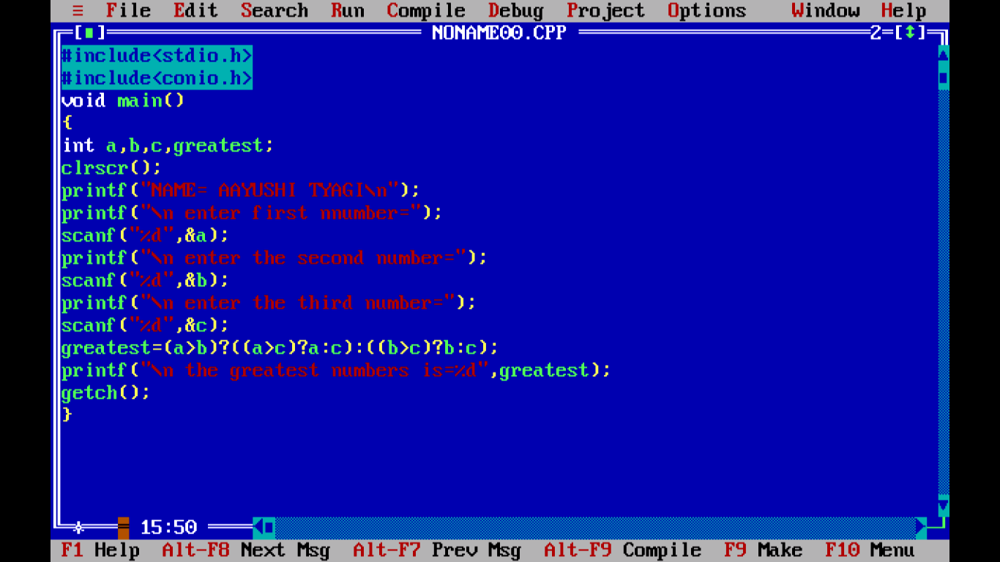 ≡ File Edit Search Run Compile Debug Project Options Window Help
[■] NONAME00.CPP 2=[↕]
#include<stdio.h>
#include<conio.h>
void main()
{
int a,b,c,greatest;
clrscr();
printf("NAME= AAYUSHI TYAGI\n");
printf("\n enter first nnumber=");
scanf("%d",&a);
printf("\n enter the second number=");
scanf("%d",&b);
printf("\n enter the third number=");
scanf("%d",&c);
greatest=(a>b)?((a>c)?a:c):((b>c)?b:c);
printf("\n the greatest numbers is=%d",greatest);
getch();
}
15:50
F1 Help Alt-F8 Next Msg Alt-F7 Prev Msg Alt-F9 Compile F9 Make F10 Menu